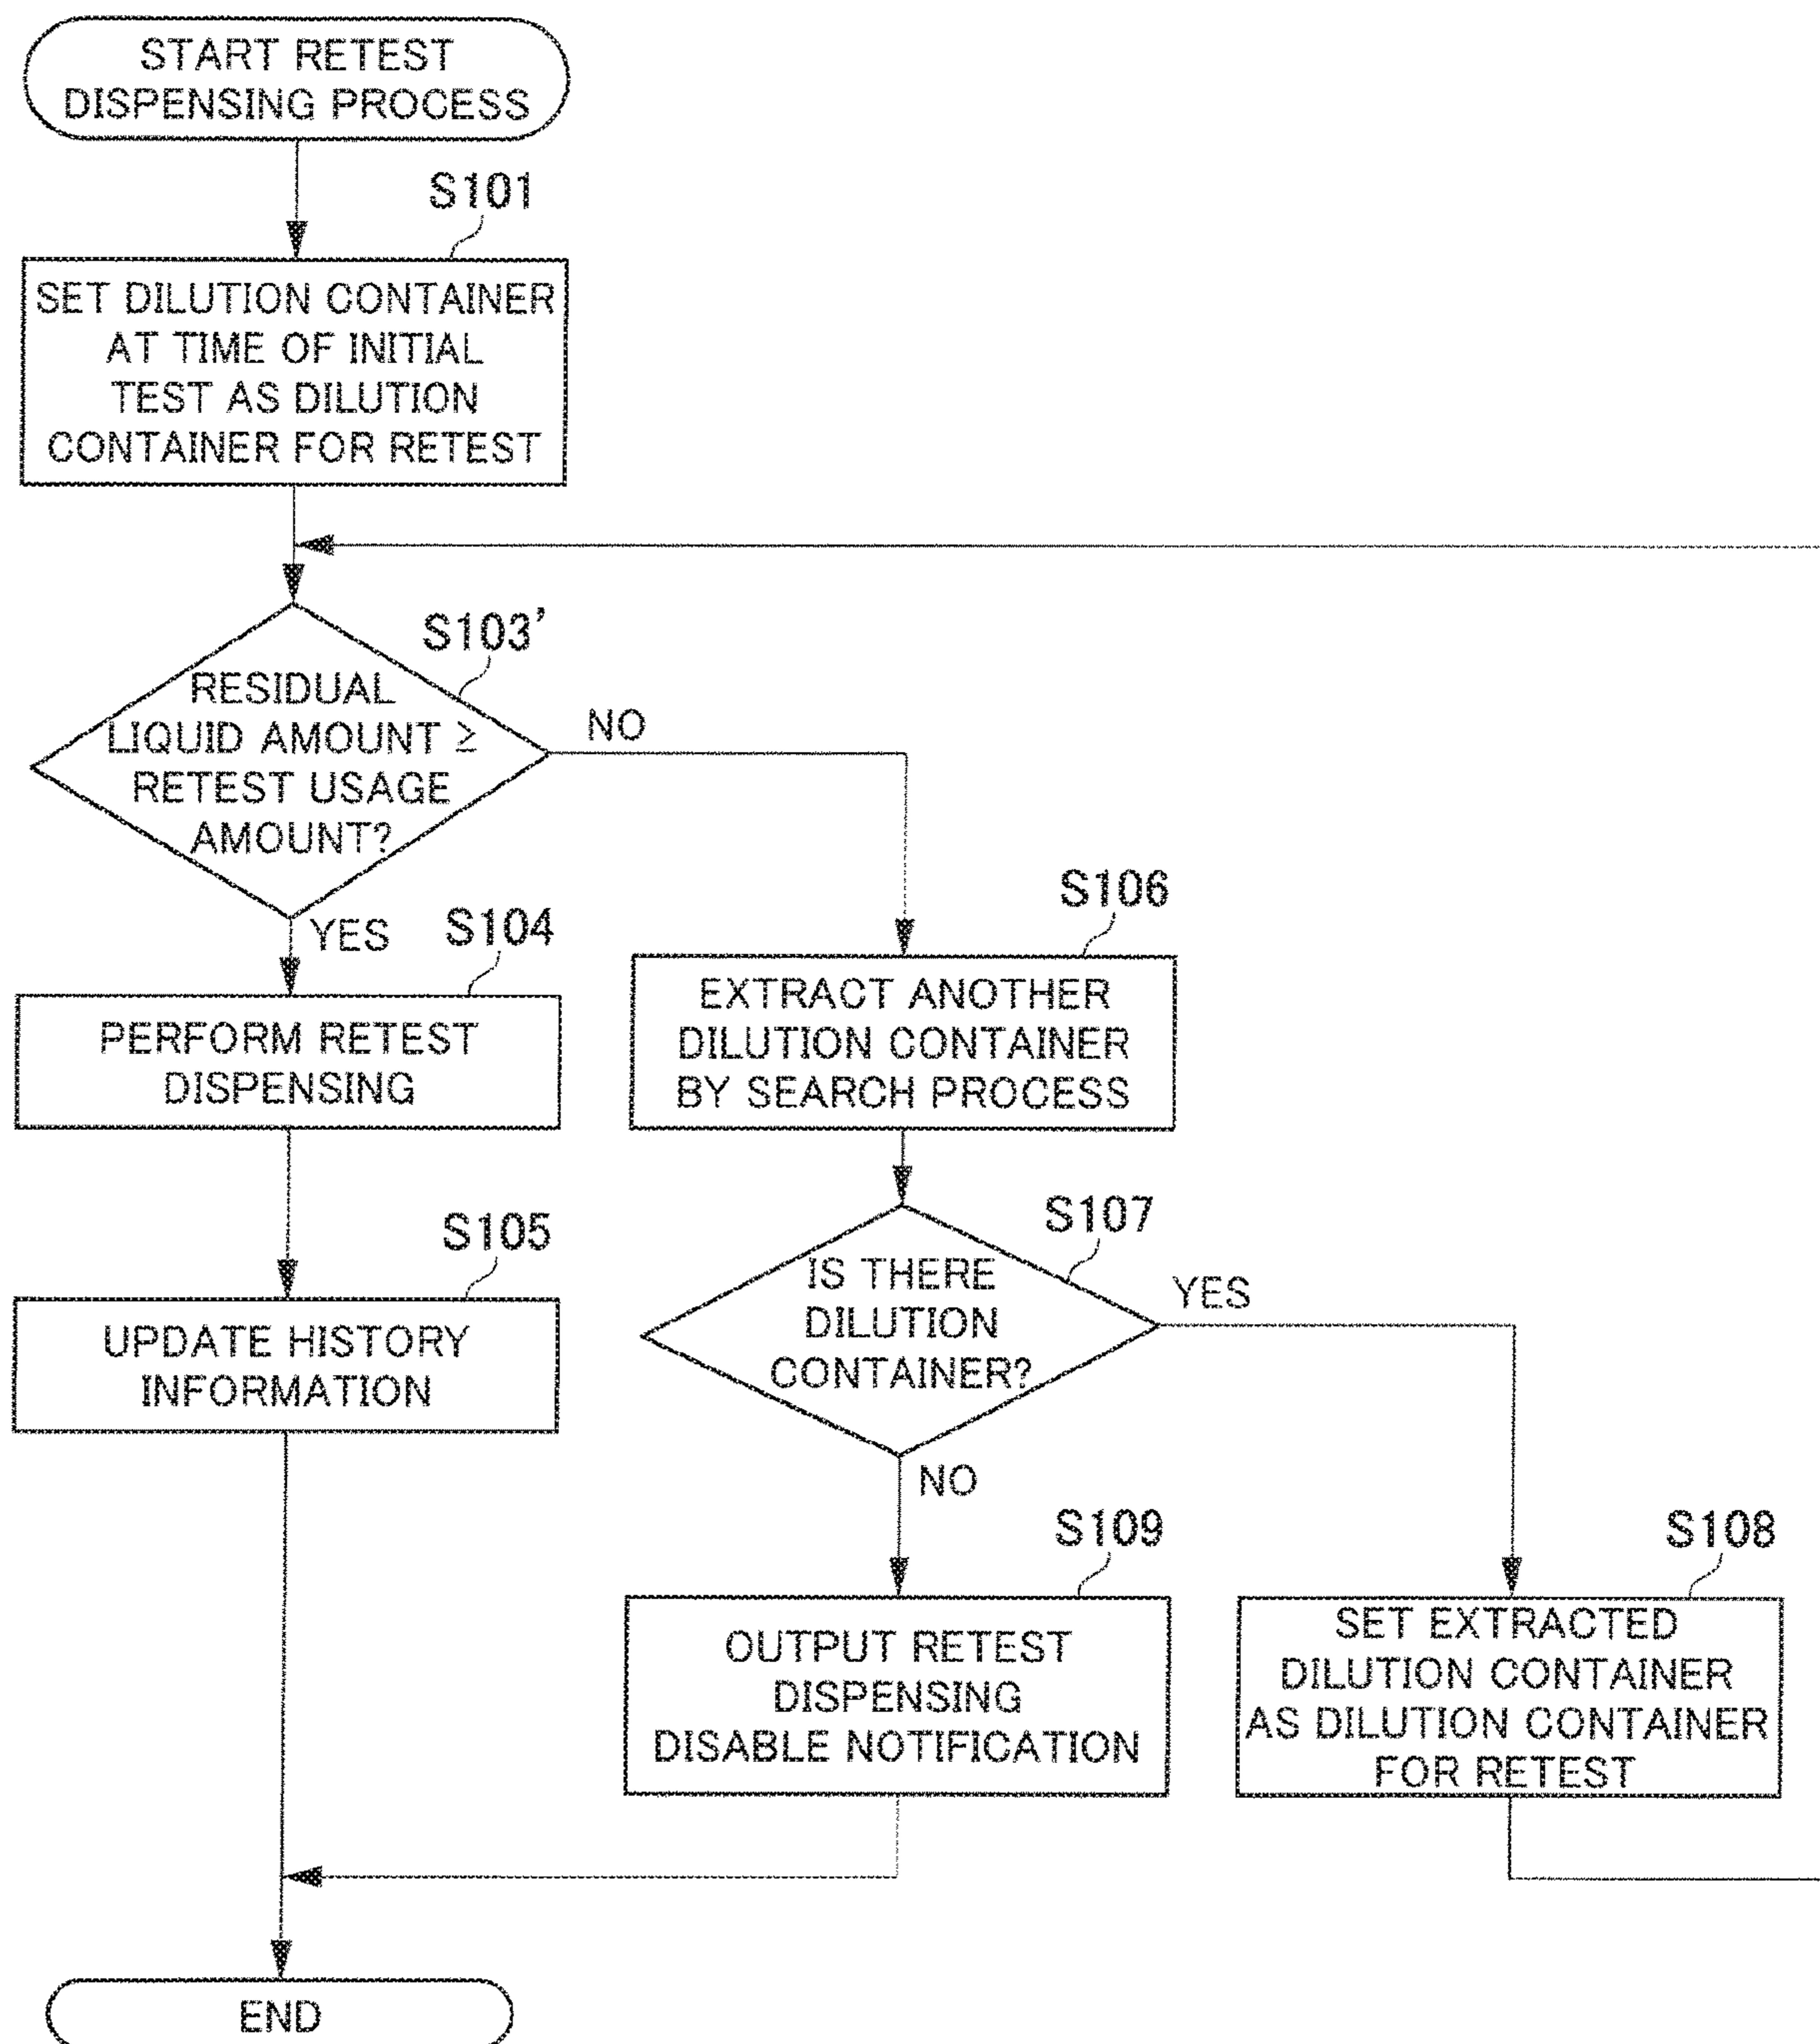 START RETEST
DISPENSING PROCESS
S101
SET DILUTION CONTAINER
AT TIME OF INITIAL
TEST AS DILUTION
CONTAINER FOR RETEST
S103'
RESIDUAL
LIQUID AMOUNT ≥
RETEST USAGE
AMOUNT?
NO
YES
S104
PERFORM RETEST
DISPENSING
S105
UPDATE HISTORY
INFORMATION
S106
EXTRACT ANOTHER
DILUTION CONTAINER
BY SEARCH PROCESS
S107
IS THERE
DILUTION
CONTAINER?
YES
NO
S109
OUTPUT RETEST
DISPENSING
DISABLE NOTIFICATION
S108
SET EXTRACTED
DILUTION CONTAINER
AS DILUTION CONTAINER
FOR RETEST
END